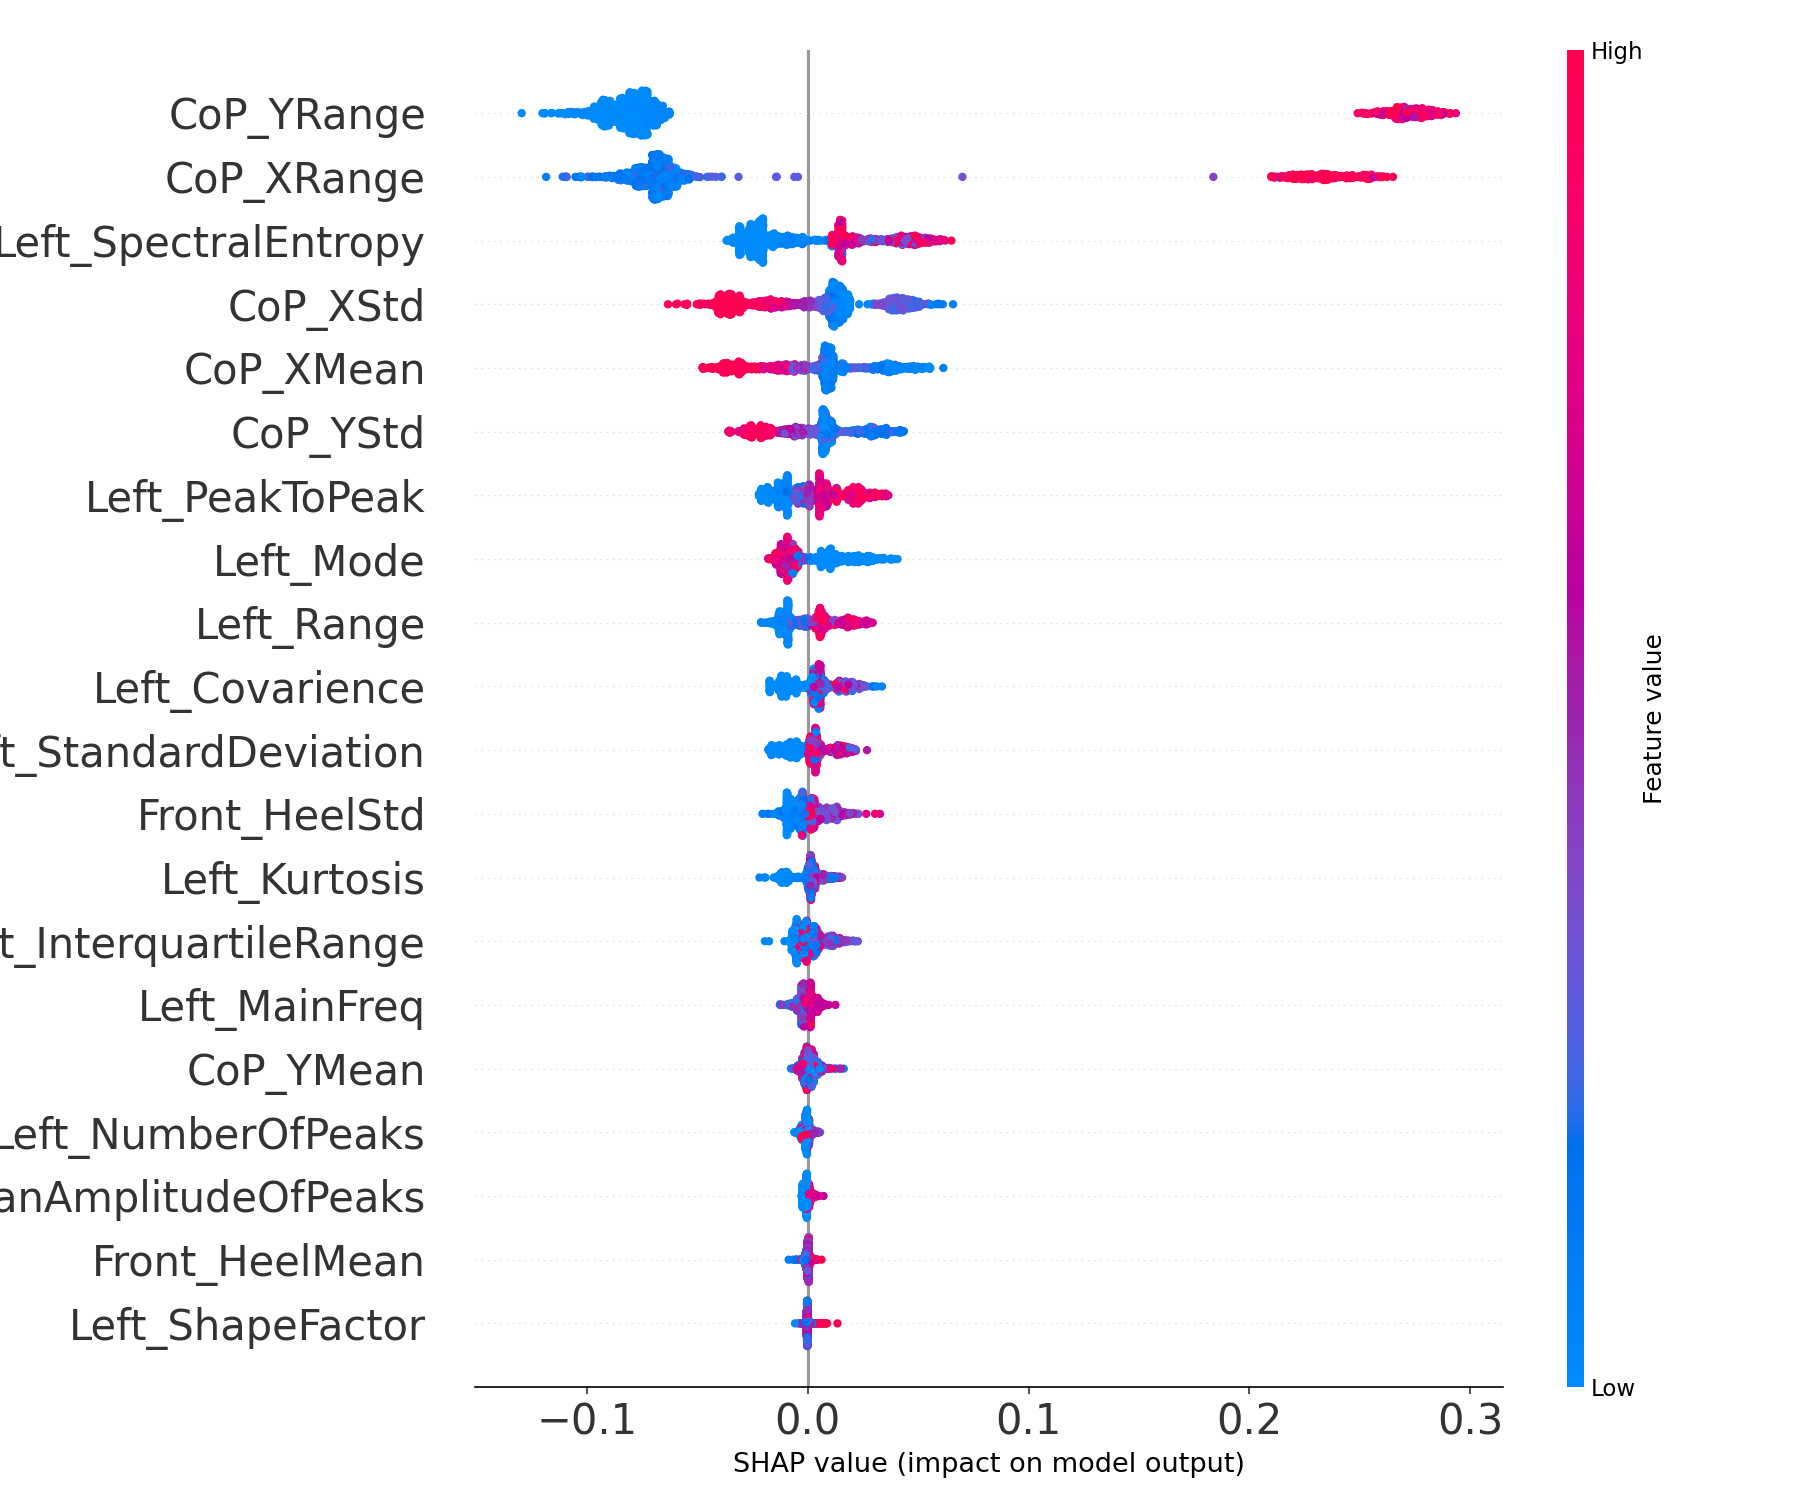 High
CoP_YRange
CoP_XRange
Left_SpectralEntropy
CoP_XStd
CoP_XMean
CoP_YStd
Left_PeakToPeak
Left_Mode
Left_Range
Left_Covarience
t_StandardDeviation
Front_HeelStd
Left_Kurtosis
t_InterquartileRange
Left_MainFreq
CoP_YMean
Left_NumberOfPeaks
anAmplitudeOfPeaks
Front_HeelMean
Left_ShapeFactor
Feature value
Low
−0.1 0.0 0.1 0.2 0.3
SHAP value (impact on model output)